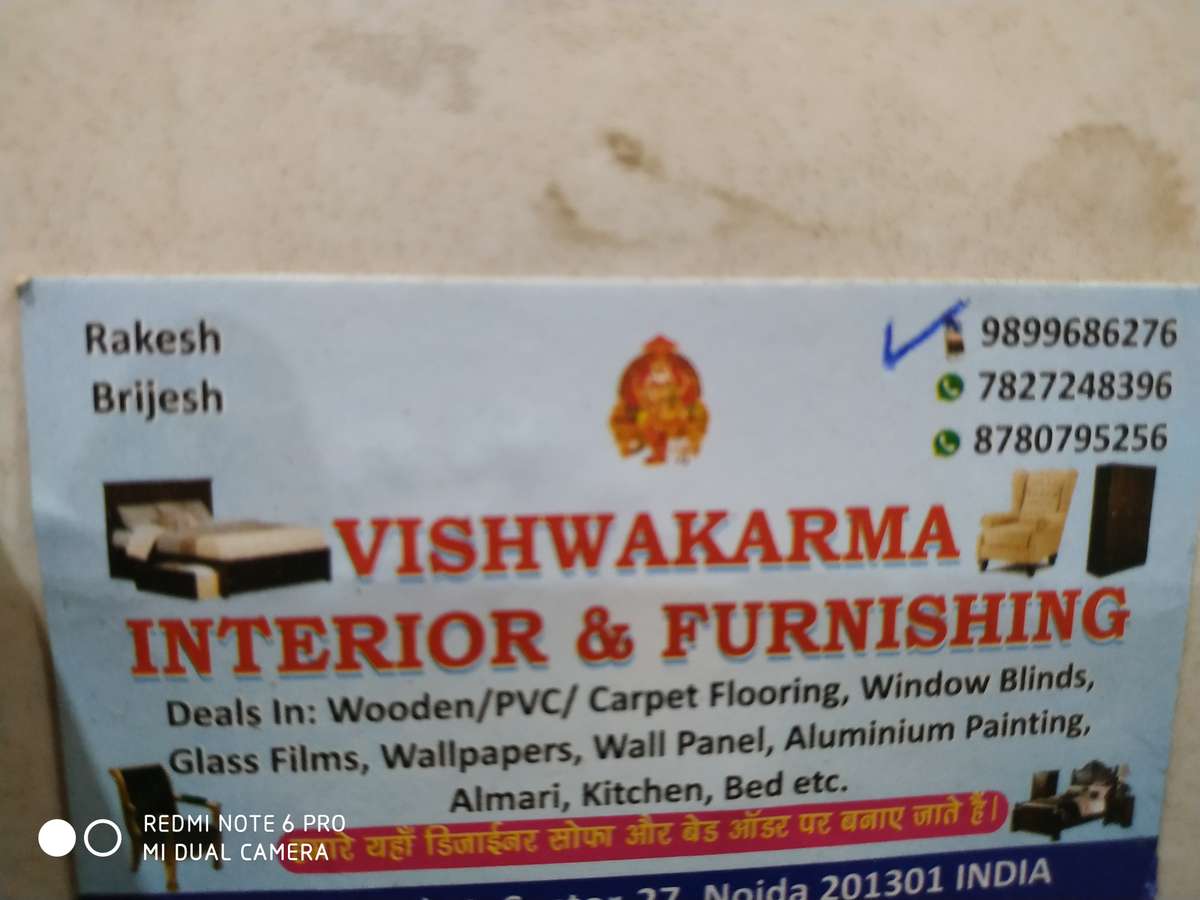 Rakesh
Brijesh
9899686276
7827248396
8780795256
VISHWAKARMA
INTERIOR & FURNISHING
Deals In: Wooden/PVC/ Carpet Flooring, Window Blinds,
Glass Films, Wallpapers, Wall Panel, Aluminium Painting,
Almari, Kitchen, Bed etc.
यहाँ डिजाईनर सोफा और बेड ऑडर पर बनाए जाते हैं।
27, Noida 201301 INDIA
REDMI NOTE 6 PRO
MI DUAL CAMERA